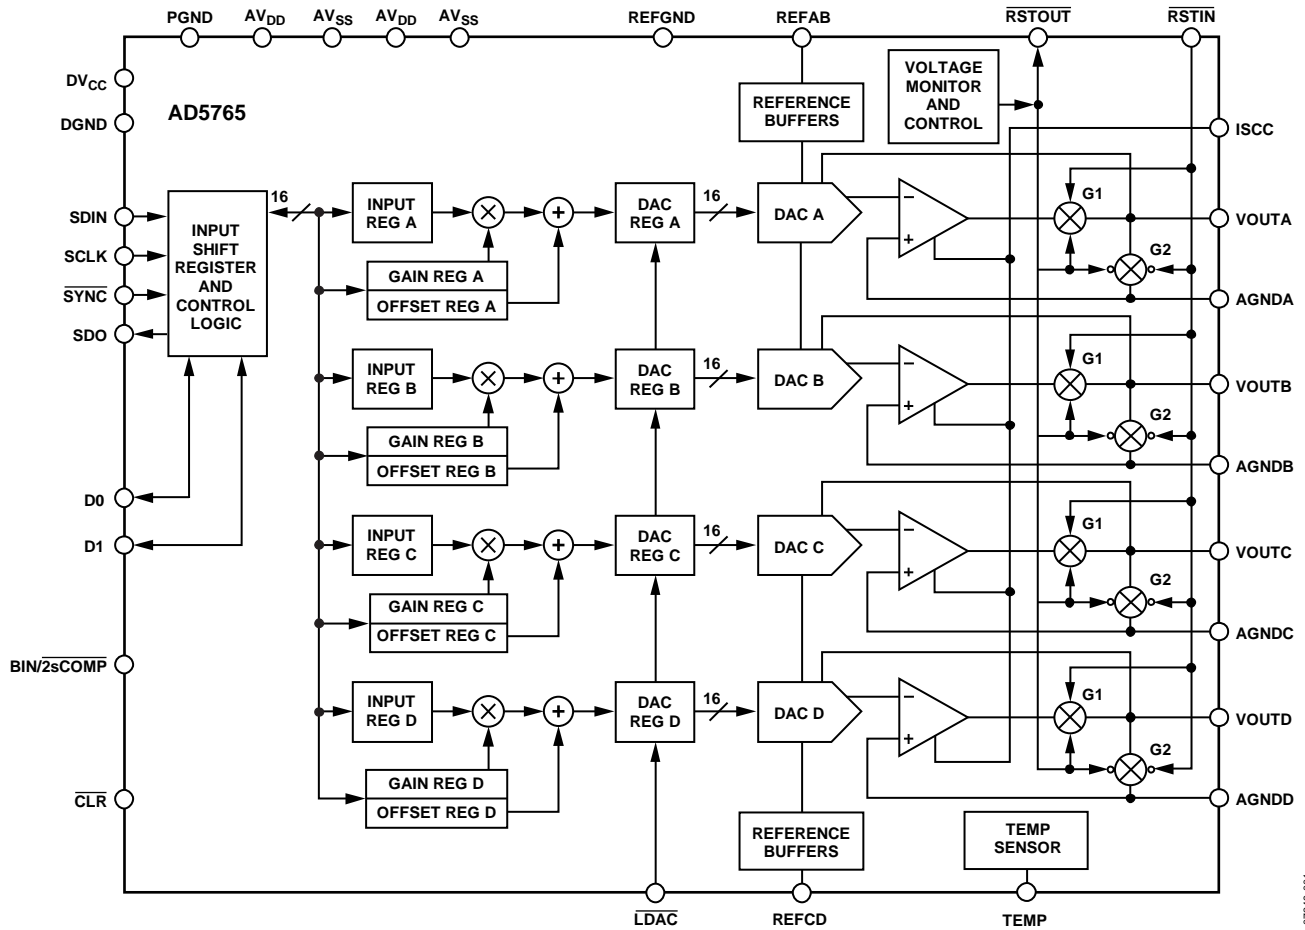 PGND AVDD AVSS AVDD AVSS REFGND REFAB RSTOUT RSTIN
DVCC
DGND
AD5765
REFERENCE
BUFFERS
VOLTAGE
MONITOR
AND
CONTROL
ISCC
SDIN
SCLK
SYNC
SDO
INPUT
SHIFT
REGISTER
AND
CONTROL
LOGIC
16
INPUT
REG A
×
+
DAC
REG A
16
DAC A
−
+
G1
G2
VOUTA
AGNDA
GAIN REG A
OFFSET REG A
INPUT
REG B
×
+
DAC
REG B
16
DAC B
−
+
G1
G2
VOUTB
AGNDB
GAIN REG B
OFFSET REG B
D0
D1
INPUT
REG C
×
+
DAC
REG C
16
DAC C
−
+
G1
G2
VOUTC
AGNDC
GAIN REG C
OFFSET REG C
BIN/2sCOMP
INPUT
REG D
×
+
DAC
REG D
16
DAC D
−
+
G1
G2
VOUTD
AGNDD
GAIN REG D
OFFSET REG D
CLR
REFERENCE
BUFFERS
TEMP
SENSOR
LDAC REFCD TEMP